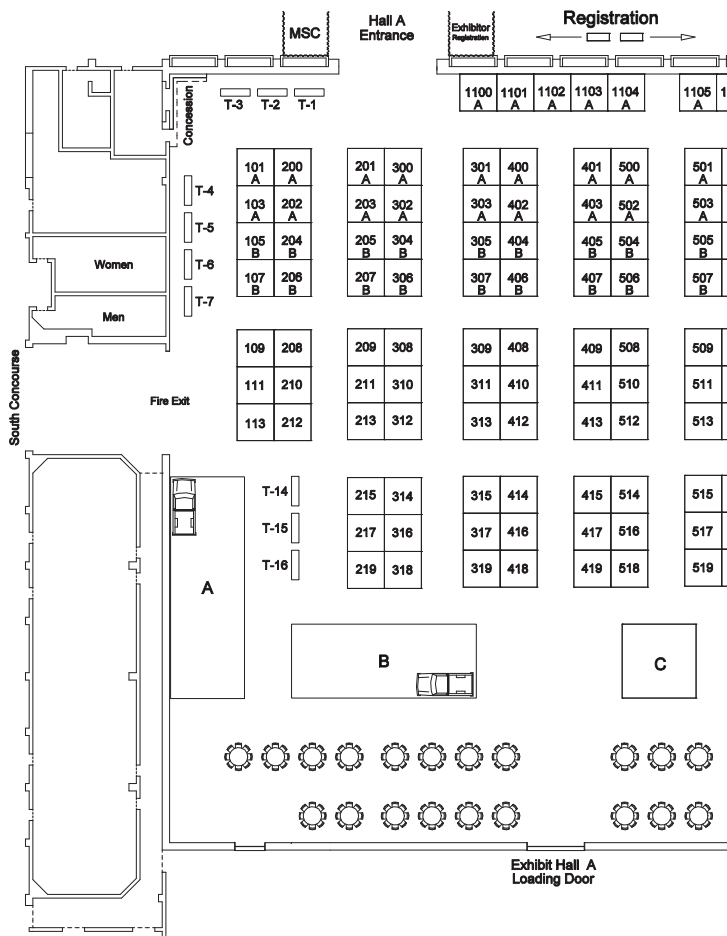 MSC
Hall A
Entrance
Exhibitor
Registration
Registration
1100 1101 1102 1103 1104 1105 1
A A A A A A
T-3 T-2 T-1
Concession
T-4
T-5
T-6
T-7
101 200 201 300 301 400 401 500 501
A A A A A A A A A
103 202 203 302 303 402 403 502 503
A A A A A A A A A
105 204 205 304 305 404 405 504 505
B B B B B B B B B
107 206 207 306 307 406 407 506 507
B B B B B B B B B
Women
Men
109 208 209 308 309 408 409 508 509
111 210 211 310 311 410 411 510 511
113 212 213 312 313 412 413 512 513
South Concourse
Fire Exit
T-14 215 314 315 414 415 514 515
T-15 217 316 317 416 417 516 517
T-16 219 318 319 418 419 518 519
A
B
C
Exhibit Hall A
Loading Door